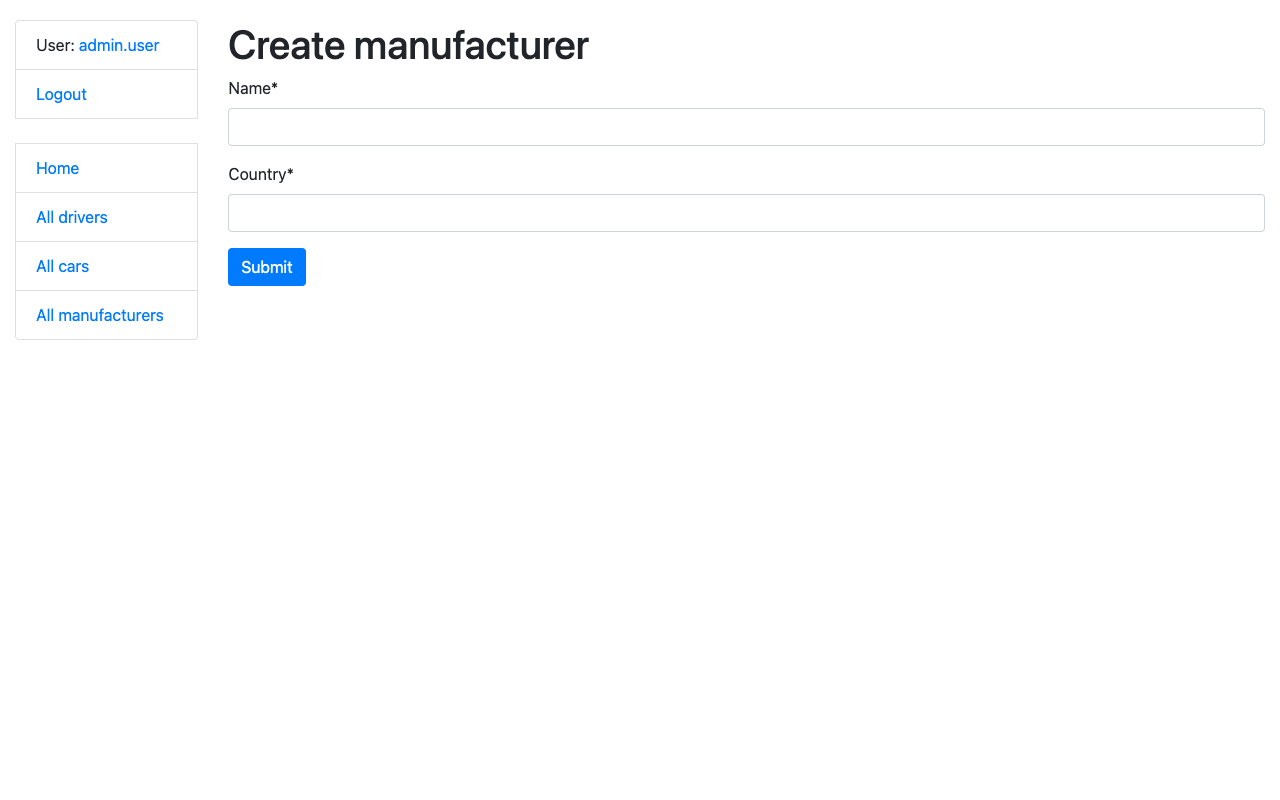 User: admin.user
Logout
Home
All drivers
All cars
All manufacturers
Create manufacturer
Name*
Country*
Submit